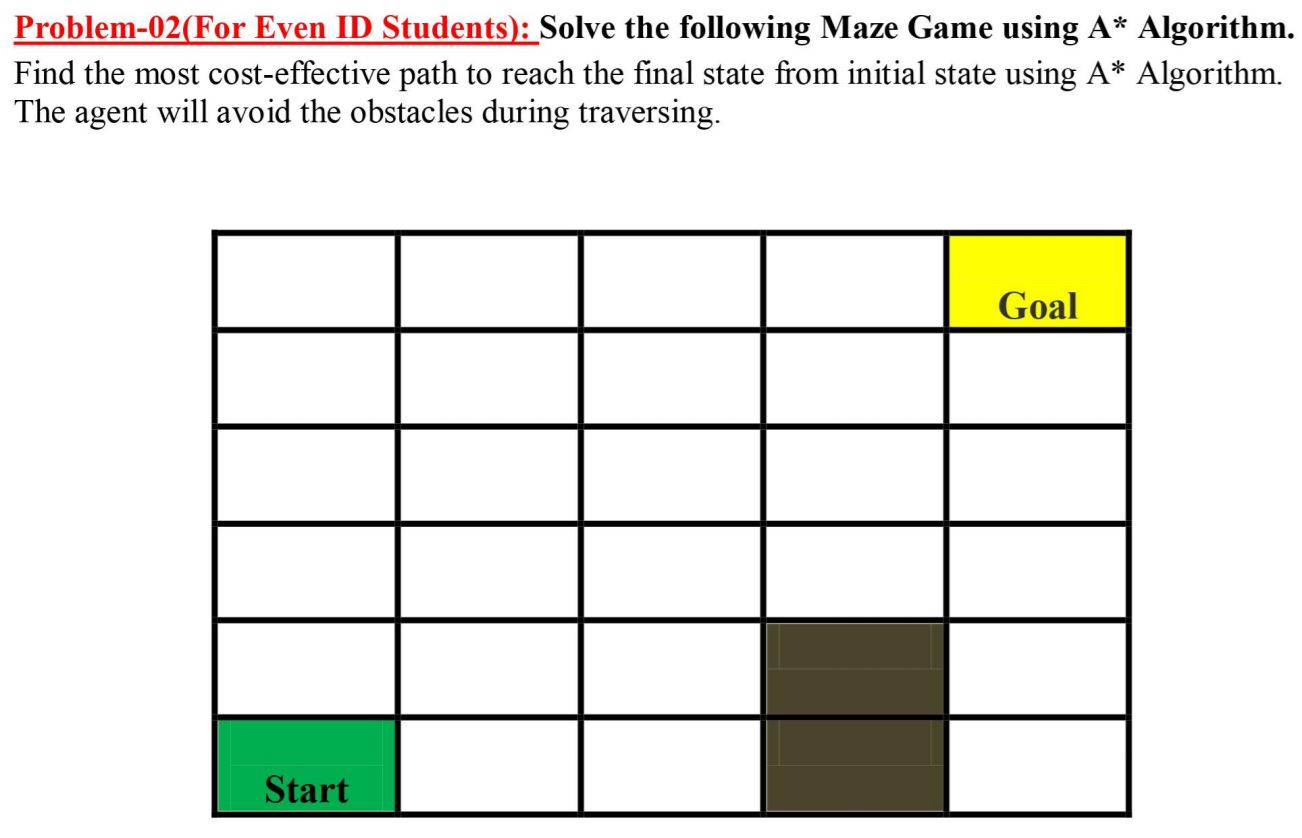 Problem-02(For Even ID Students): Solve the following Maze Game using A* Algorithm.
Find the most cost-effective path to reach the final state from initial state using A* Algorithm.
The agent will avoid the obstacles during traversing.
Goal
Start